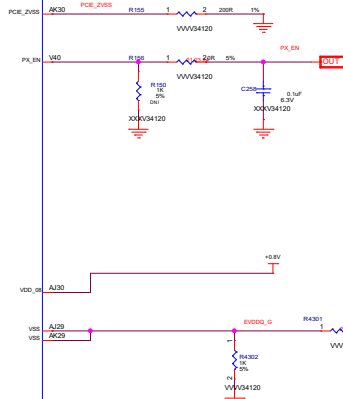 PCIE_ZVSS AK30 PCIE_ZVSS R155 1 2 200R 1%
VVVV34120
PX_EN
PX_EN V40 R156 1 2 0R 5% OUT
VVVV34120
R150
1K
5%
DNI
XXXV34120
C258
0.1uF
6.3V
XXXV34120
+0.8V
VDD_08 AJ30
VSS AJ29 EVDDQ_G R4301
1
VSS AK29
1
R4302
1K
5%
2
VVVV34120